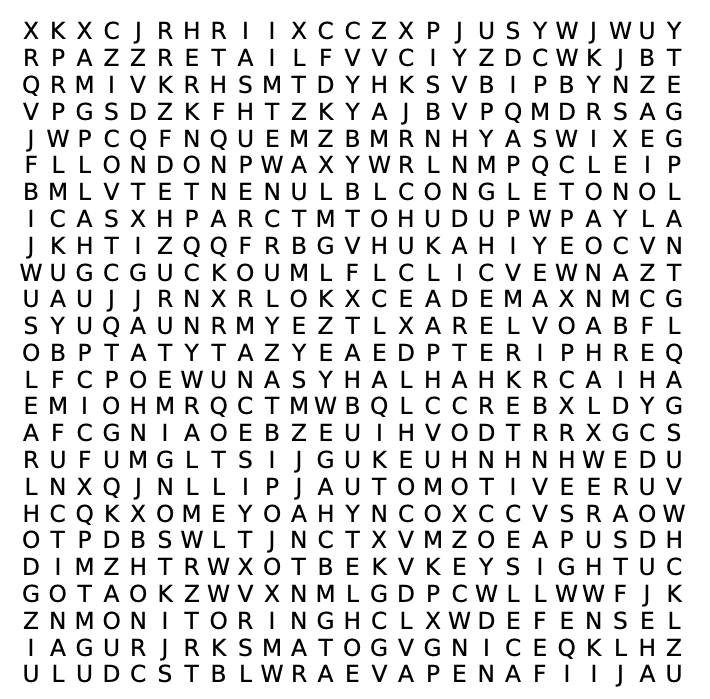 X K X C J R H R I I X C C Z X P J U S Y W J W U Y
R P A Z Z R E T A I L F V V C I Y Z D C W K J B T
Q R M I V K R H S M T D Y H K S V B I P B Y N Z E
V P G S D Z K F H T Z K Y A J B V P Q M D R S A G
J W P C Q F N Q U E M Z B M R N H Y A S W I X E G
F L L O N D O N P W A X Y W R L N M P Q C L E I P
B M L V T E T N E N U L B L C O N G L E T O N O L
I C A S X H P A R C T M T O H U D U P W P A Y L A
J K H T I Z Q Q F R B G V H U K A H I Y E O C V N
W U G C G U C K O U M L F L C L I C V E W N A Z T
U A U J J R N X R L O K X C E A D E M A X N M C G
S Y U Q A U N R M Y E Z T L X A R E L V O A B F L
O B P T A T Y T A Z Y E A E D P T E R I P H R E Q
L F C P O E W U N A S Y H A L H A H K R C A I H A
E M I O H M R Q C T M W B Q L C C R E B X L D Y G
A F C G N I A O E B Z E U I H V O D T R R X G C S
R U F U M G L T S I J G U K E U H N H N H W E D U
L N X Q J N L L I P J A U T O M O T I V E E R U V
H C Q K X O M E Y O A H Y N C O X C C V S R A O W
O T P D B S W L T J N C T X V M Z O E A P U S D H
D I M Z H T R W X O T B E K V K E Y S I G H T U C
G O T A O K Z W V X N M L G D P C W L L W W F J K
Z N M O N I T O R I N G H C L X W D E F E N S E L
I A G U R J R K S M A T O G V G N I C E Q K L H Z
U L U D C S T B L W R A E V A P E N A F I I J A U